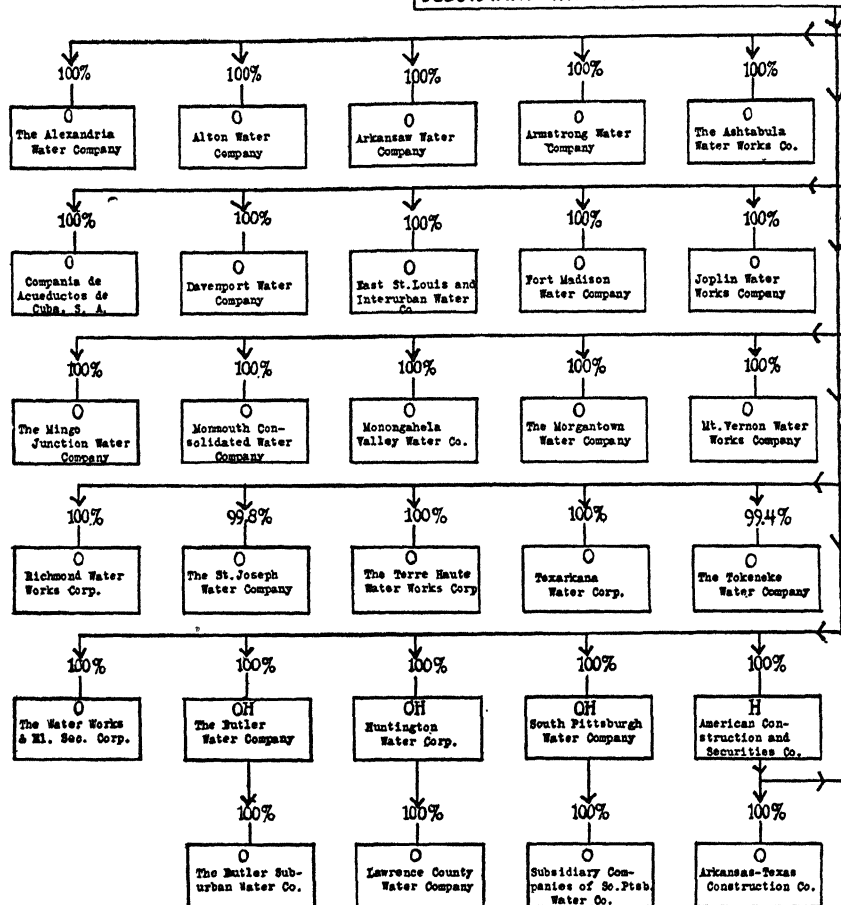 100% 100% 100% 100% 100%
O O O O O
The Alexandria Water Company
Alton Water Company
Arkansaw Water Company
Armstrong Water Company
The Ashtabula Water Works Co.
100% 100% 100% 100% 100%
O O O O O
Compania de Acueductos de Cuba, S. A.
Davenport Water Company
East St.Louis and Interurban Water Co
Fort Madison Water Company
Joplin Water Works Company
100% 100% 100% 100% 100%
O O O O O
The Mingo Junction Water Company
Monmouth Con- solidated Water Company
Monongahela Valley Water Co.
The Morgantown Water Company
Mt.Vernon Water Works Company
100% 99.8% 100% 100% 99.4%
O O O O O
Richmond Water Works Corp.
The St.Joseph Water Company
The Terre Haute Water Works Corp
Texarkana Water Corp.
The Tokeneke Water Company
100% 100% 100% 100% 100%
O OH OH OH H
The Water Works & El. Sec. Corp.
The Butler Water Company
Huntington Water Corp.
South Pittsburgh Water Company
American Con- struction and Securities Co.
100% 100% 100% 100%
O O O O
The Butler Sub- urban Water Co.
Lawrence County Water Company
Subsidiary Com- panies of So.Ptsb. Water Co.
Arkansas-Texas Construction Co.